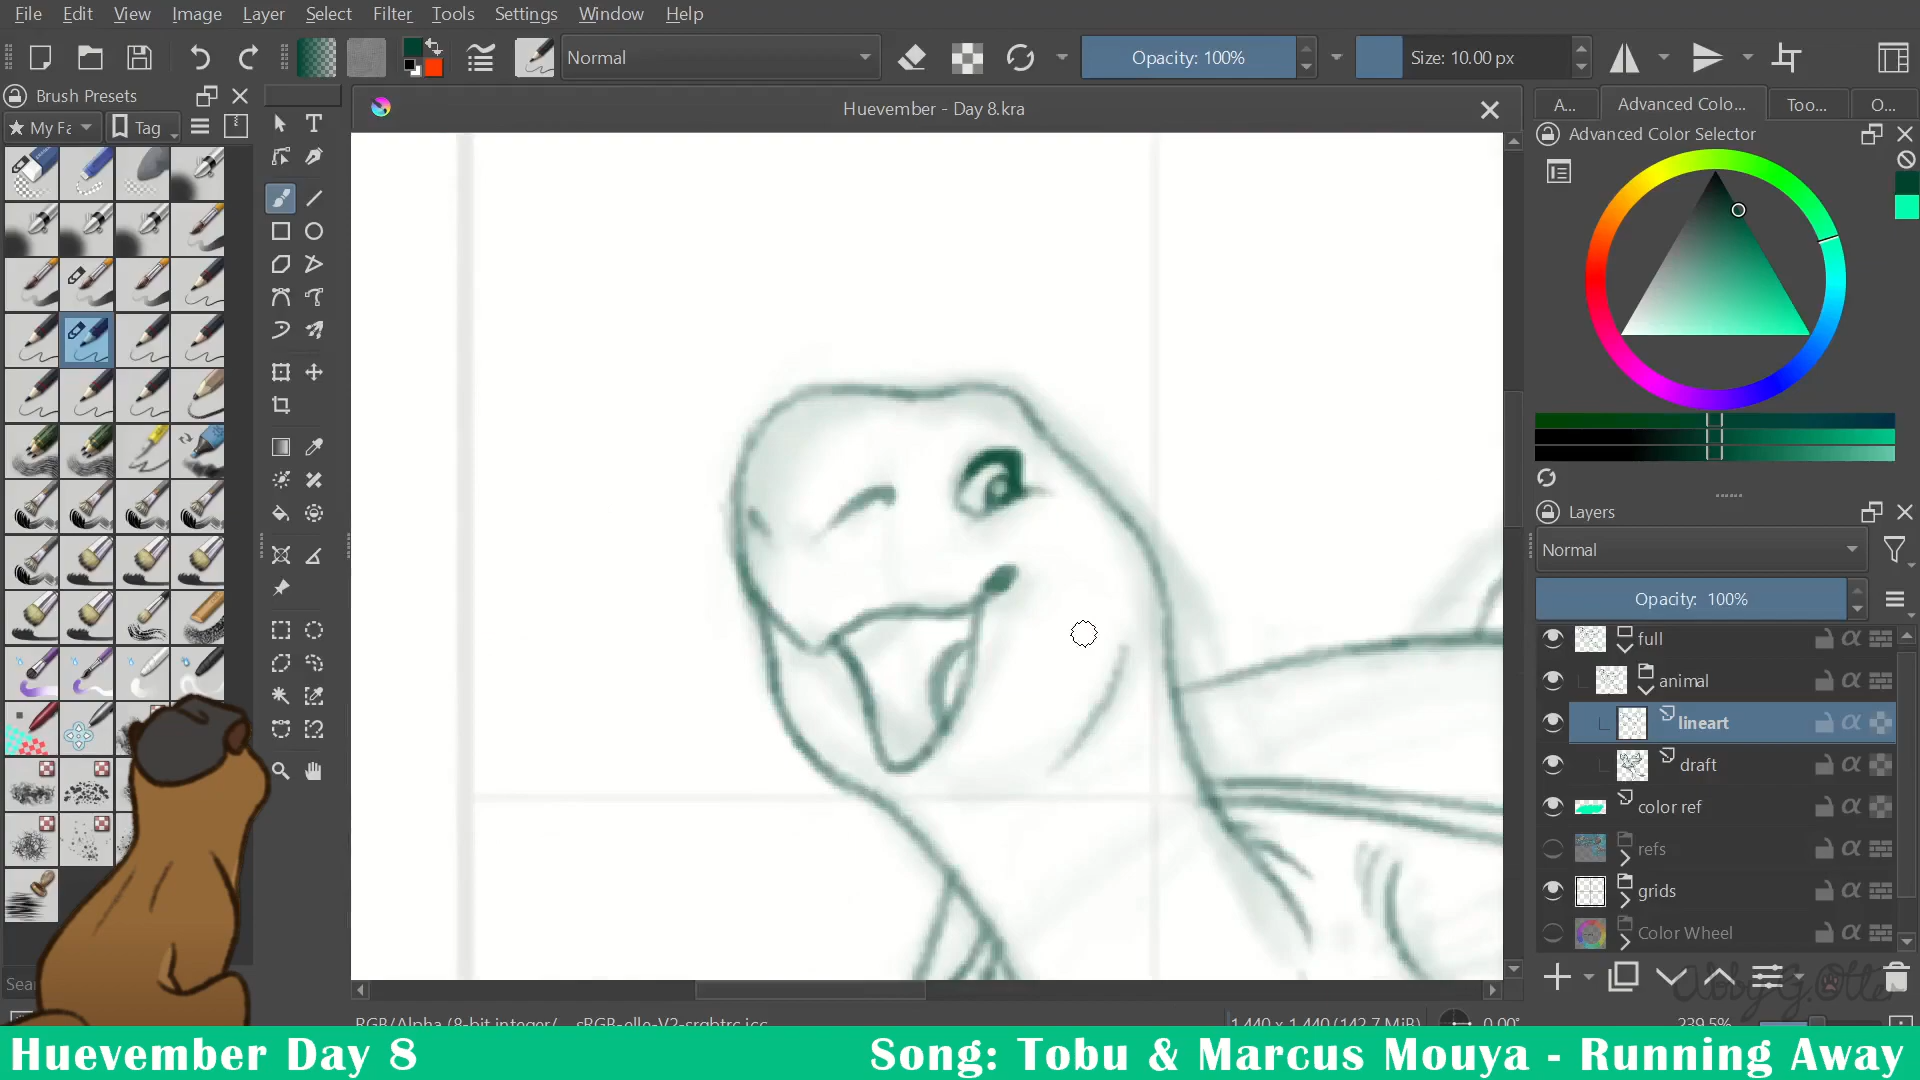 File Edit View Image Layer Select Filter Tools Settings Window Help
Normal
Opacity: 100%
Size: 10.00 px
Brush Presets
Huevember - Day 8.kra
A...
Advanced Colo...
Too...
O...
My Fa
Tag
Advanced Color Selector
Layers
Normal
Opacity: 100%
full
animal
lineart
draft
color ref
refs
grids
Color Wheel
Sea
Abby G. Otte
RGB/Alpha (8-bit integer/... sRGB-elle-V2-srgbtrc.icc
1,440 x 1,440 (142.7 MiB)
0.00°
239.5%
Huevember Day 8
Song: Tobu & Marcus Mouya - Running Away